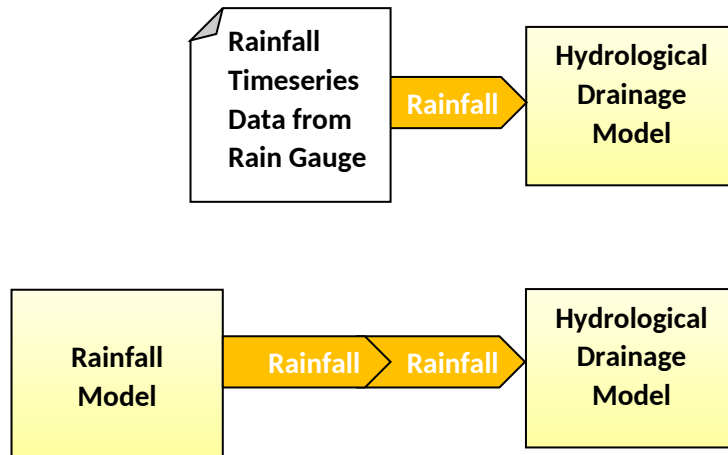 Rainfall
Timeseries
Data from
Rain Gauge
Rainfall
Hydrological
Drainage
Model
Rainfall
Model
Rainfall
Rainfall
Hydrological
Drainage
Model